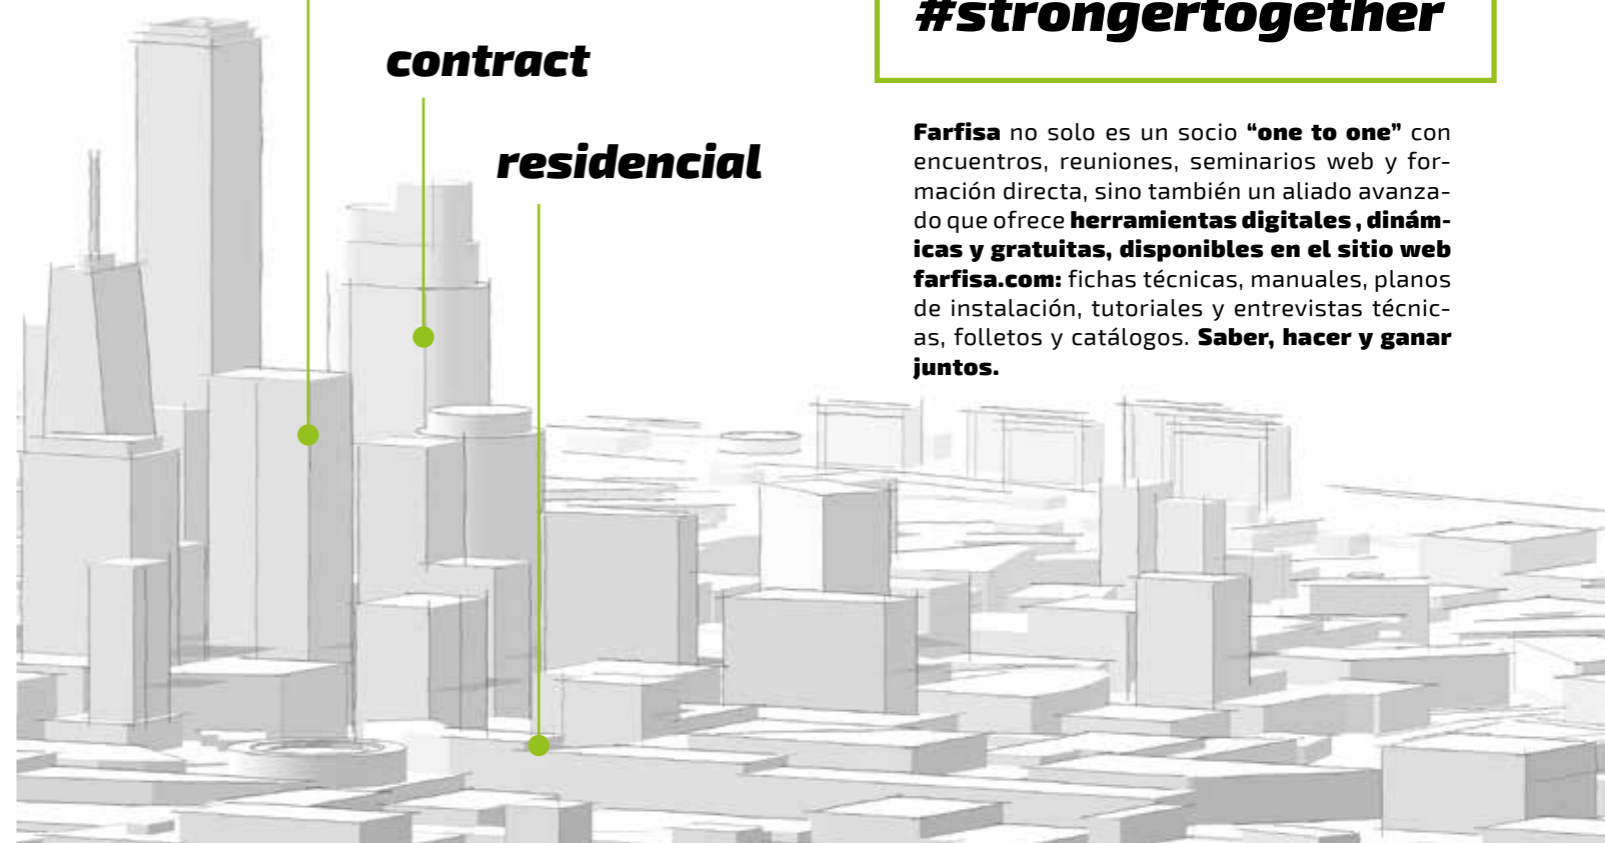 #strongertogether
contract
residencial
Farfisa no solo es un socio “one to one” con
encuentros, reuniones, seminarios web y for-
mación directa, sino también un aliado avanza-
do que ofrece herramientas digitales , dinám-
icas y gratuitas, disponibles en el sitio web
farfisa.com: fichas técnicas, manuales, planos
de instalación, tutoriales y entrevistas técnic-
as, folletos y catálogos. Saber, hacer y ganar
juntos.